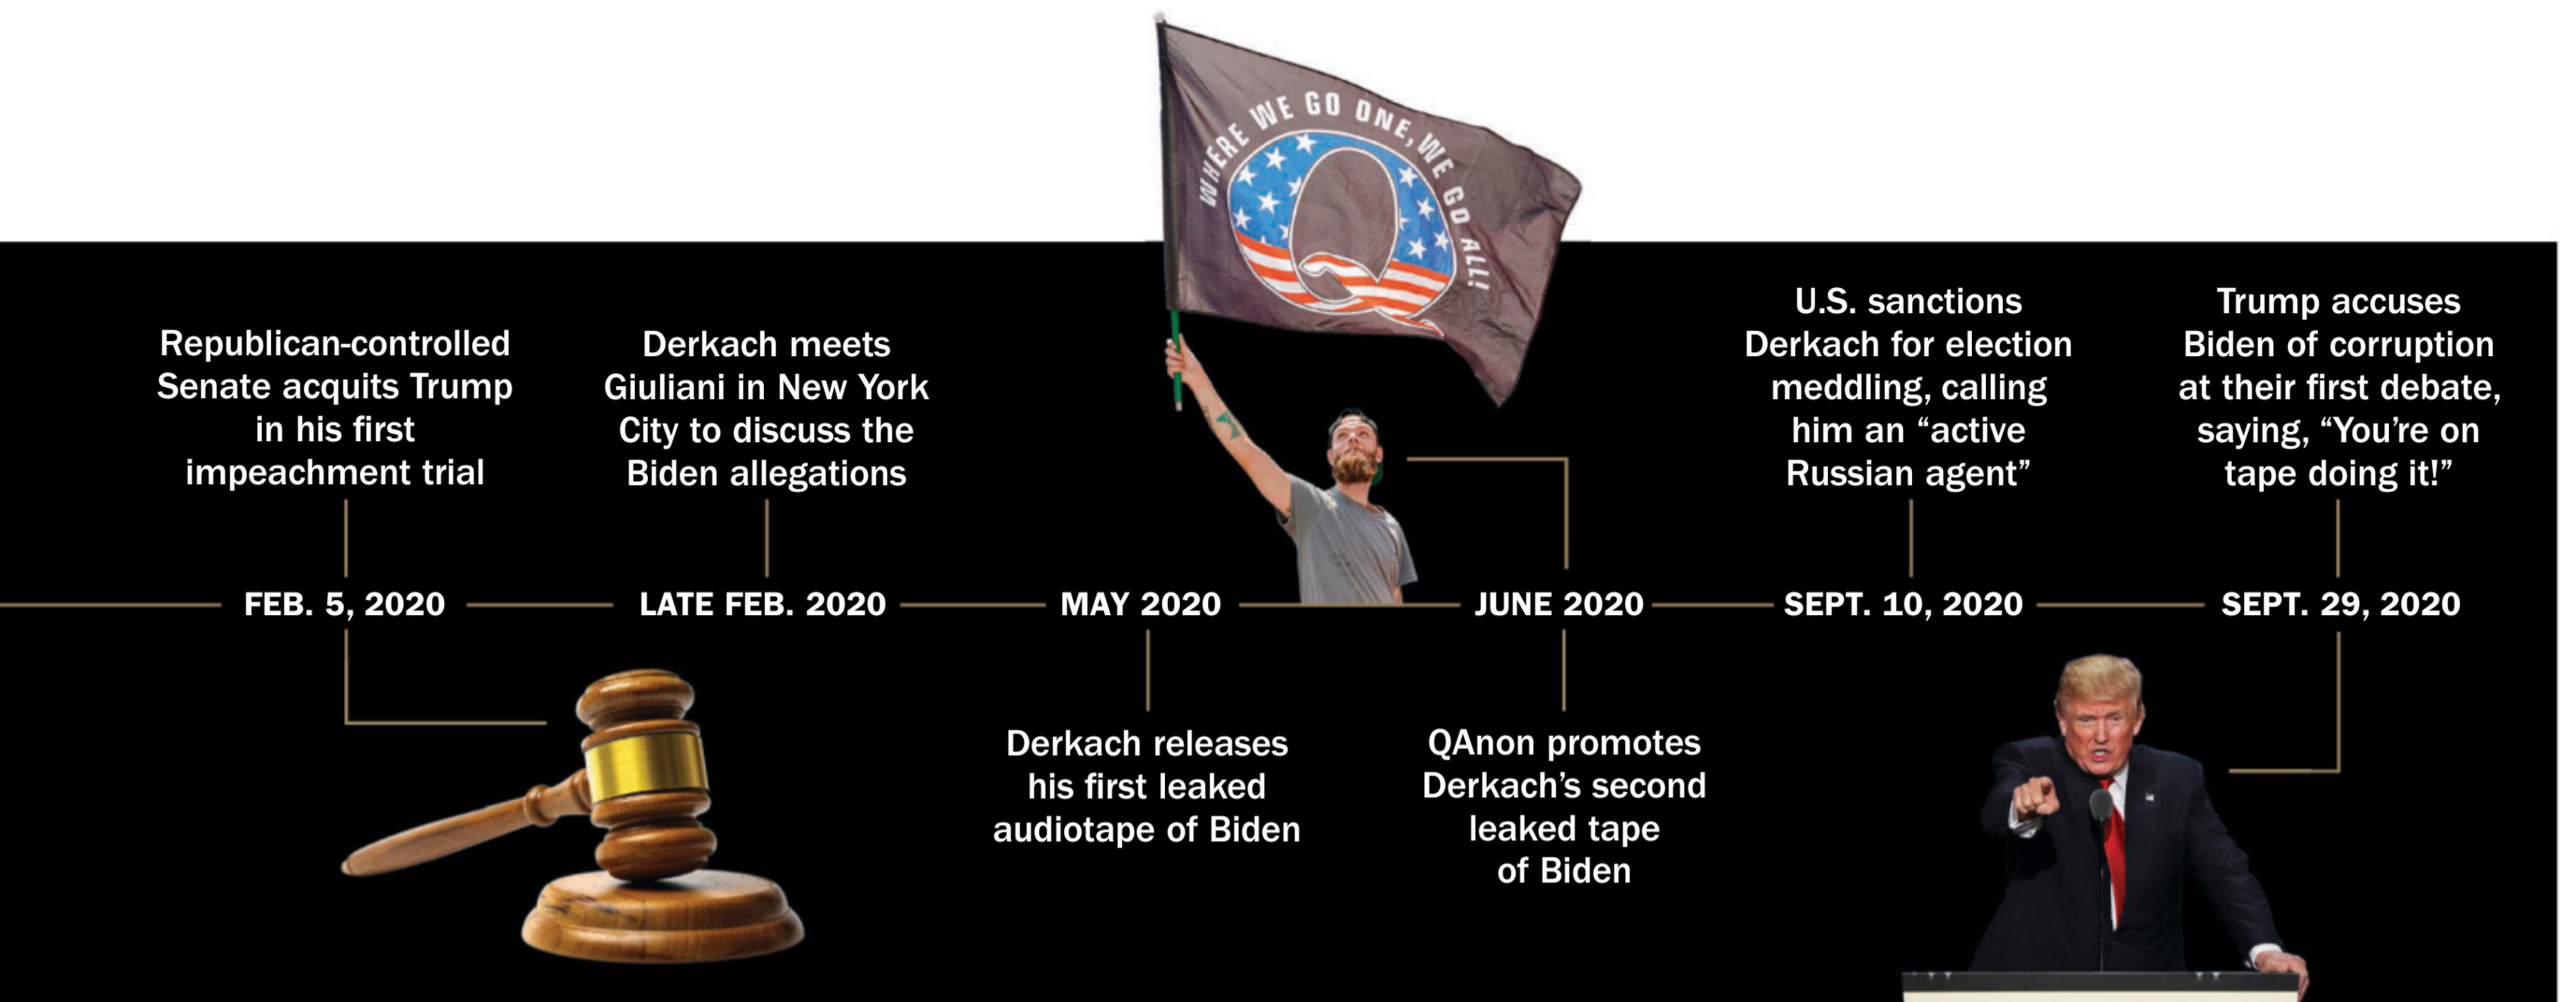 WHERE WE GO ONE, WE GO ALL!
Q
Republican-controlled
Senate acquits Trump
in his first
impeachment trial
FEB. 5, 2020
Derkach meets
Giuliani in New York
City to discuss the
Biden allegations
LATE FEB. 2020
MAY 2020
Derkach releases
his first leaked
audiotape of Biden
JUNE 2020
QAnon promotes
Derkach’s second
leaked tape
of Biden
U.S. sanctions
Derkach for election
meddling, calling
him an “active
Russian agent”
SEPT. 10, 2020
Trump accuses
Biden of corruption
at their first debate,
saying, “You’re on
tape doing it!”
SEPT. 29, 2020